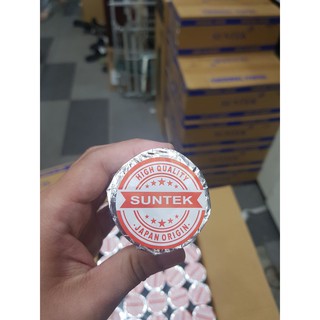 HIGH QUALITY
SUNTEK
JAPAN ORIGIN